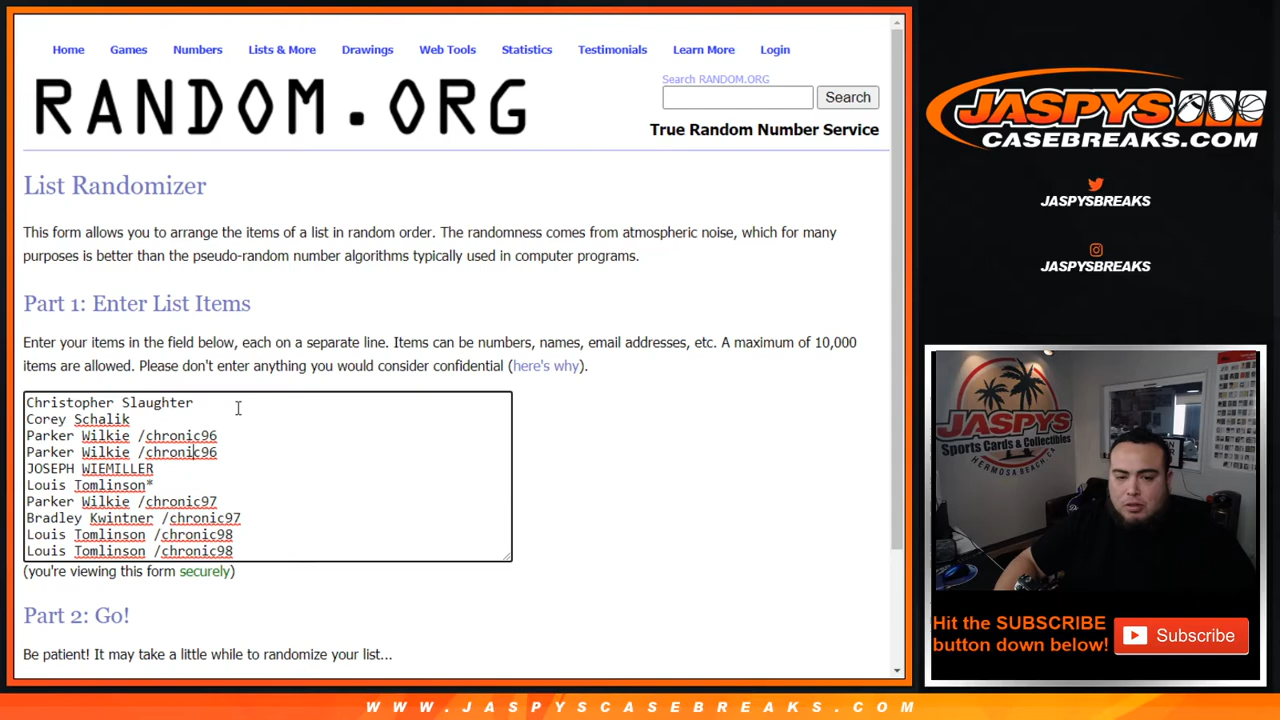 Home Games Numbers Lists & More Drawings Web Tools Statistics Testimonials Learn More Login
RANDOM.ORG
Search RANDOM.ORG
Search
True Random Number Service
List Randomizer
This form allows you to arrange the items of a list in random order. The randomness comes from atmospheric noise, which for many
purposes is better than the pseudo-random number algorithms typically used in computer programs.
Part 1: Enter List Items
Enter your items in the field below, each on a separate line. Items can be numbers, names, email addresses, etc. A maximum of 10,000
items are allowed. Please don't enter anything you would consider confidential (here's why).
Christopher Slaughter
Corey Schalik
Parker Wilkie /chronic96
Parker Wilkie /chronic96
JOSEPH WIEMILLER
Louis Tomlinson*
Parker Wilkie /chronic97
Bradley Kwintner /chronic97
Louis Tomlinson /chronic98
Louis Tomlinson /chronic98
(you're viewing this form securely)
Part 2: Go!
Be patient! It may take a little while to randomize your list...
JASPYS
CASEBREAKS.COM
JASPYSBREAKS
JASPYSBREAKS
JASPY'S
Sports Cards & Collectibles
HERMOSA BEACH, CA
Hit the SUBSCRIBE
button down below!
Subscribe
WWW.JASPYSCASEBREAKS.COM